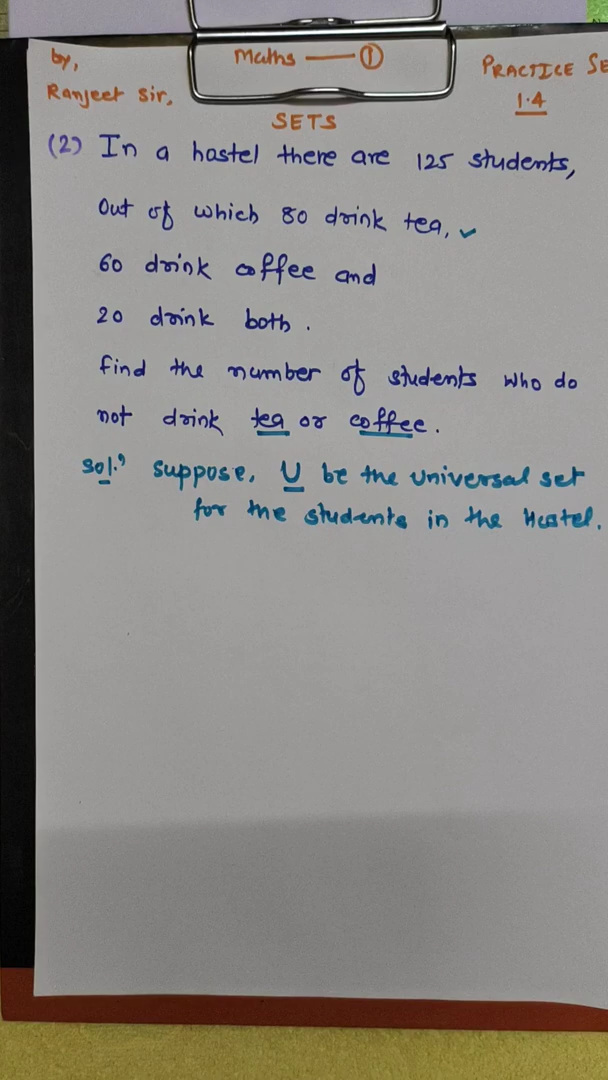 by,
Maths — ①
PRACTICE SE
Ranjeet Sir,
1.4
SETS
(2) In a hostel there are 125 students,
Out of which 80 drink tea,
60 drink coffee and
20 drink both.
find the number of students who do
not drink tea or coffee.
Sol.ⁿ Suppose, U be the universal set
for the students in the Hostel.